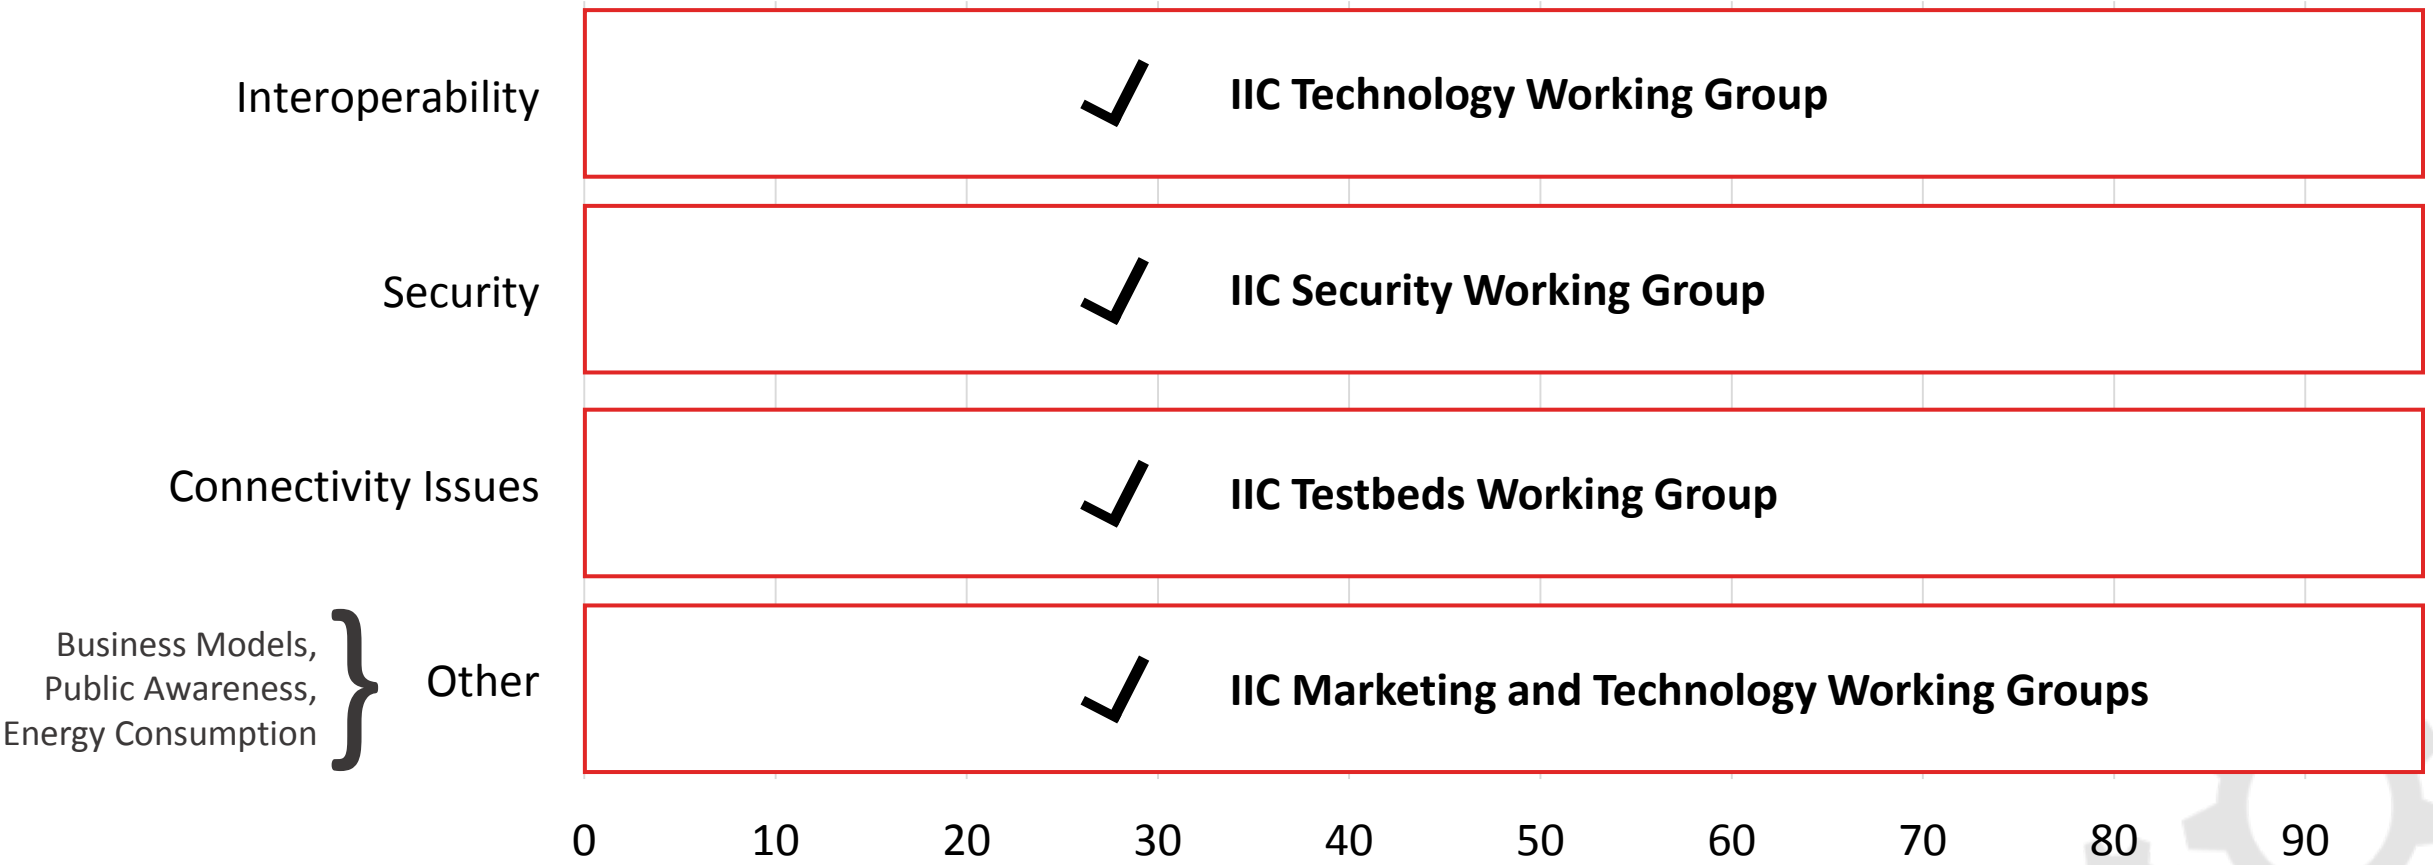 Interoperability
IIC Technology Working Group
Security
IIC Security Working Group
Connectivity Issues
IIC Testbeds Working Group
Business Models,
Public Awareness,
Energy Consumption
Other
IIC Marketing and Technology Working Groups
0 10 20 30 40 50 60 70 80 90